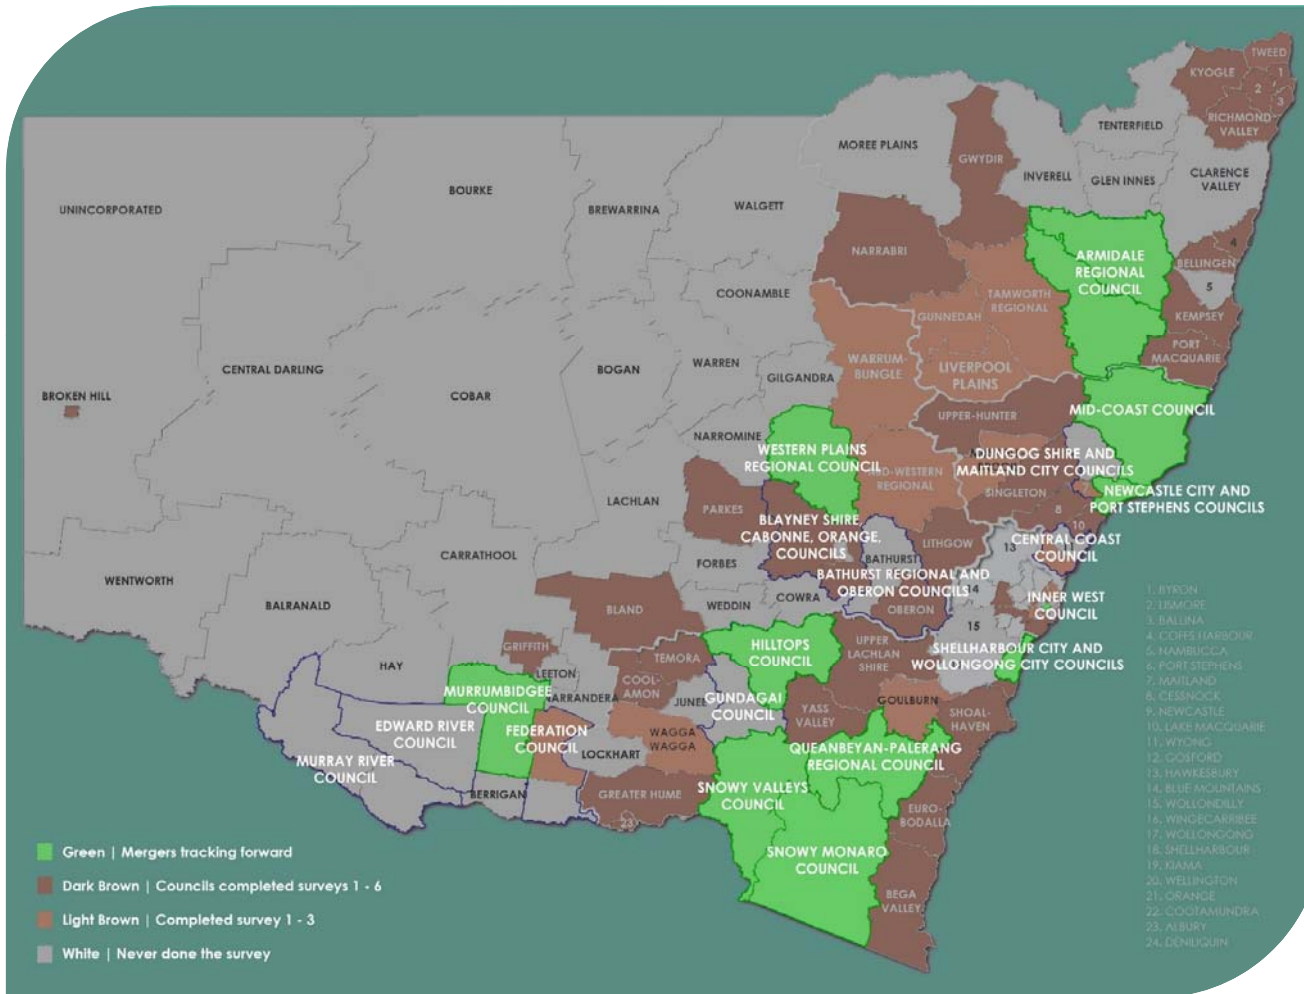 TWEED
KYOGLE
1
2
3
RICHMOND
VALLEY
TENTERFIELD
MOREE PLAINS
GWYDIR
INVERELL
GLEN INNES
CLARENCE
VALLEY
BOURKE
UNINCORPORATED
BREWARRINA
WALGETT
NARRABRI
4
BELLINGEN
5
ARMIDALE
REGIONAL
COUNCIL
COONAMBLE
TAMWORTH
REGIONAL
GUNNEDAH
KEMPSEY
PORT
MACQUARIE
CENTRAL DARLING
BOGAN
WARREN
WARRUM-
BUNGLE
LIVERPOOL
PLAINS
GILGANDRA
BROKEN HILL
COBAR
UPPER-HUNTER
MID-COAST COUNCIL
NARROMINE
WESTERN PLAINS
REGIONAL COUNCIL
MID-WESTERN
REGIONAL
DUNGOG SHIRE AND
MAITLAND CITY COUNCILS
SINGLETON
7
NEWCASTLE CITY AND
PORT STEPHENS COUNCILS
LACHLAN
PARKES
8
10
BLAYNEY SHIRE
CABONNE, ORANGE,
COUNCILS
LITHGOW
13
CENTRAL COAST
COUNCIL
CARRATHOOL
FORBES
BATHURST
BATHURST REGIONAL AND
OBERON COUNCILS
WENTWORTH
BALRANALD
BLAND
WEDDIN
COWRA
OBERON
14
INNER WEST
COUNCIL
15
HILLTOPS
COUNCIL
UPPER
LACHLAN
SHIRE
SHELLHARBOUR CITY AND
WOLLONGONG CITY COUNCILS
GRIFFITH
TEMORA
HAY
LEETON
COOL-
AMON
MURRUMBIDGEE
COUNCIL
NARRANDERA
JUNEE
GUNDAGAI
COUNCIL
YASS
VALLEY
GOULBURN
SHOAL-
HAVEN
EDWARD RIVER
COUNCIL
FEDERATION
COUNCIL
WAGGA
WAGGA
LOCKHART
QUEANBEYAN-PALERANG
REGIONAL COUNCIL
MURRAY RIVER
COUNCIL
BERRIGAN
GREATER HUME
23
SNOWY VALLEYS
COUNCIL
EURO-
BODALLA
SNOWY MONARO
COUNCIL
BEGA
VALLEY
Green | Mergers tracking forward
Dark Brown | Councils completed surveys 1 - 6
Light Brown | Completed survey 1 - 3
White | Never done the survey
1. BYRON
2. LISMORE
3. BALLINA
4. COFFS HARBOUR
5. NAMBUCCA
6. PORT STEPHENS
7. MAITLAND
8. CESSNOCK
9. NEWCASTLE
10. LAKE MACQUARIE
11. WYONG
12. GOSFORD
13. HAWKESBURY
14. BLUE MOUNTAINS
15. WOLLONDILLY
16. WINGECARRIBEE
17. WOLLONGONG
18. SHELLHARBOUR
19. KIAMA
20. WELLINGTON
21. ORANGE
22. COOTAMUNDRA
23. ALBURY
24. DENILIQUIN